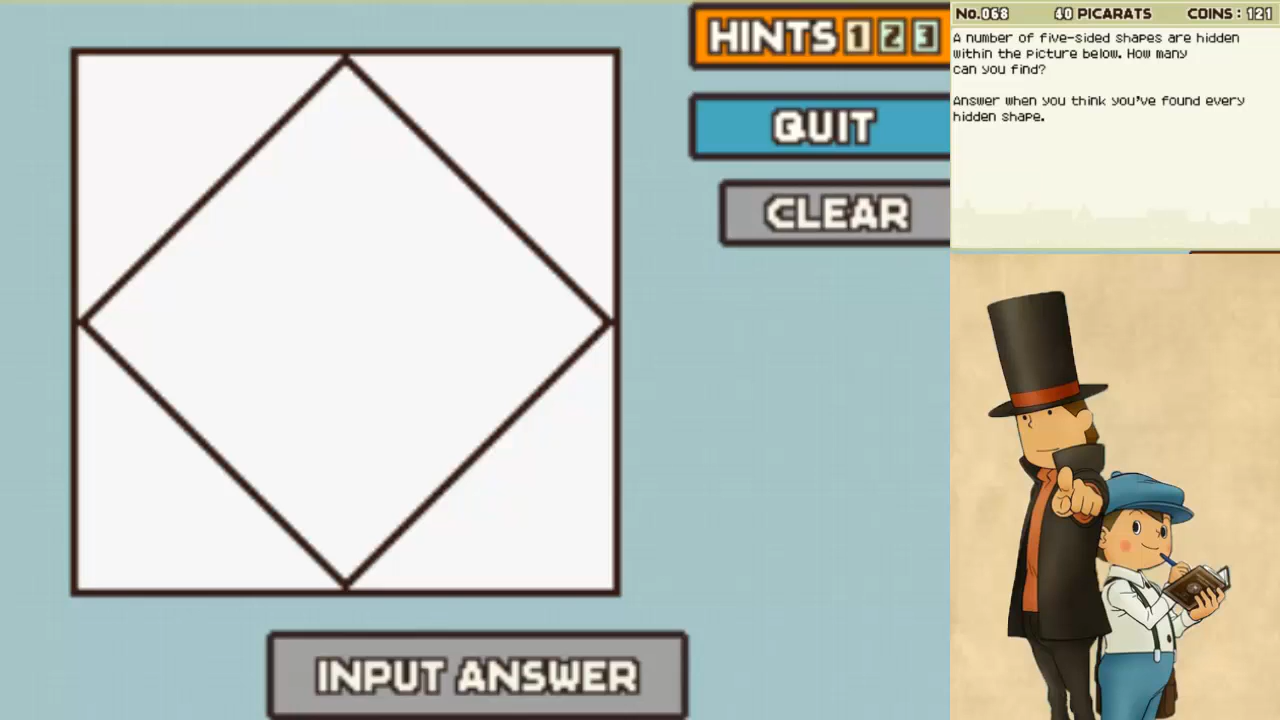 HINTS 1 2 3
QUIT
CLEAR
INPUT ANSWER
No.068 40 PICARATS COINS : 121
A number of five-sided shapes are hidden
within the picture below. How many
can you find?
Answer when you think you've found every
hidden shape.